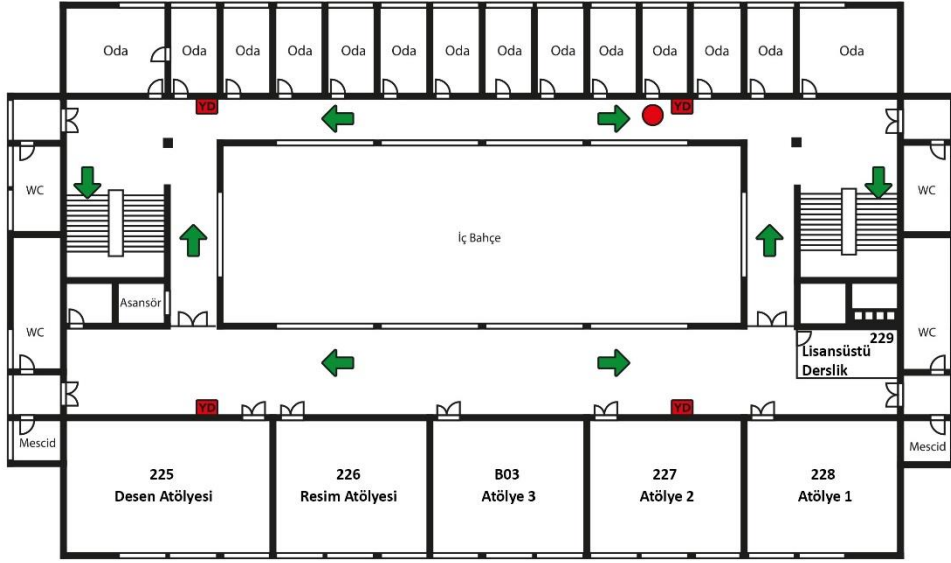 Oda
Oda
Oda
Oda
Oda
Oda
Oda
Oda
Oda
Oda
Oda
Oda
Oda
Oda
YD
YD
WC
WC
İç Bahçe
Asansör
WC
WC
229
Lisansüstü
Derslik
YD
YD
Mescid
Mescid
225
Desen Atölyesi
226
Resim Atölyesi
B03
Atölye 3
227
Atölye 2
228
Atölye 1